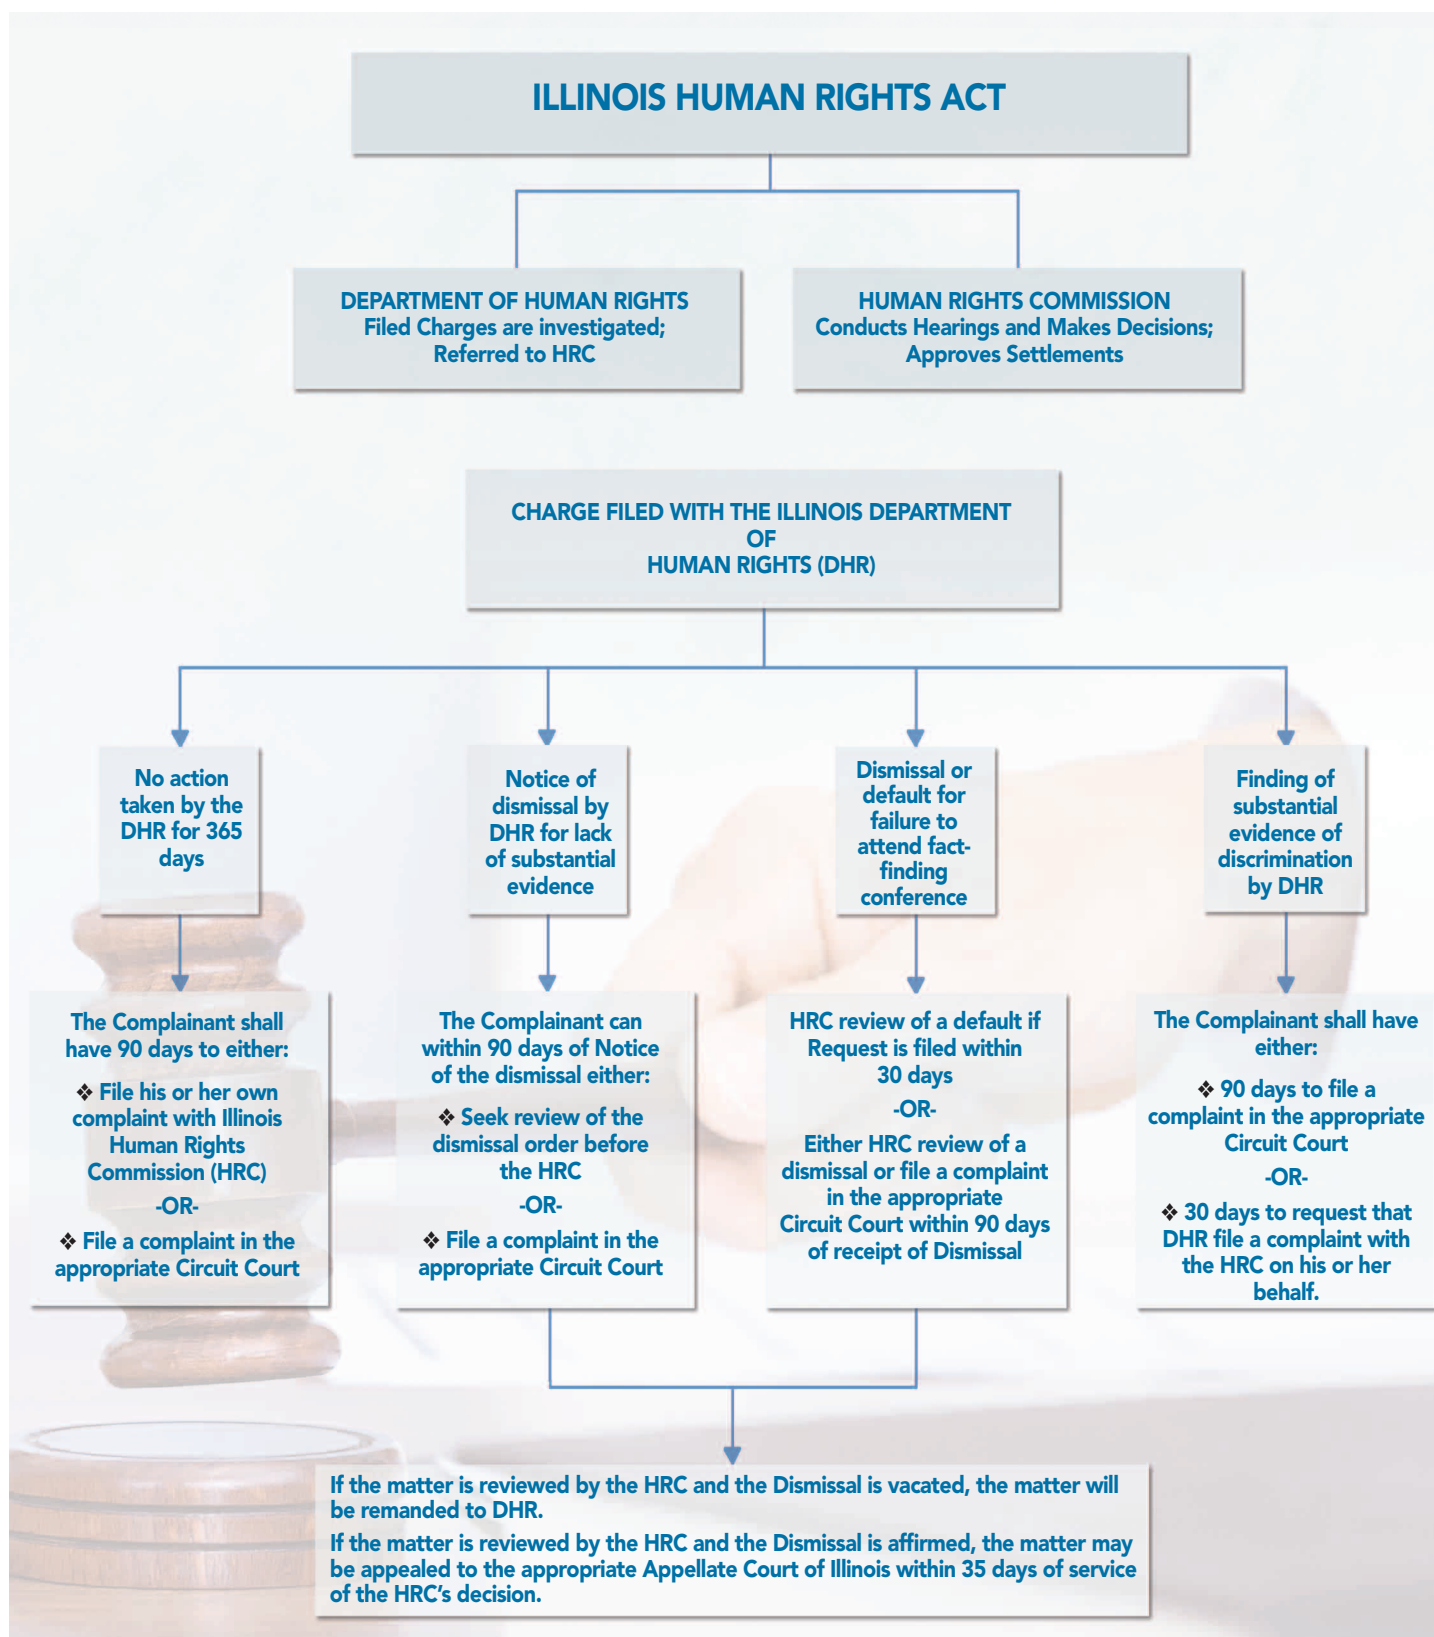 ILLINOIS HUMAN RIGHTS ACT
DEPARTMENT OF HUMAN RIGHTS
Filed Charges are investigated;
Referred to HRC
HUMAN RIGHTS COMMISSION
Conducts Hearings and Makes Decisions;
Approves Settlements
CHARGE FILED WITH THE ILLINOIS DEPARTMENT
OF
HUMAN RIGHTS (DHR)
No action
taken by the
DHR for 365
days
Notice of
dismissal by
DHR for lack
of substantial
evidence
Dismissal or
default for
failure to
attend fact-
finding
conference
Finding of
substantial
evidence of
discrimination
by DHR
The Complainant shall
have 90 days to either:
❖ File his or her own
complaint with Illinois
Human Rights
Commission (HRC)
-OR-
❖ File a complaint in the
appropriate Circuit Court
The Complainant can
within 90 days of Notice
of the dismissal either:
❖ Seek review of the
dismissal order before
the HRC
-OR-
❖ File a complaint in the
appropriate Circuit Court
HRC review of a default if
Request is filed within
30 days
-OR-
Either HRC review of a
dismissal or file a complaint
in the appropriate
Circuit Court within 90 days
of receipt of Dismissal
The Complainant shall have
either:
❖ 90 days to file a
complaint in the appropriate
Circuit Court
-OR-
❖ 30 days to request that
DHR file a complaint with
the HRC on his or her
behalf.
If the matter is reviewed by the HRC and the Dismissal is vacated, the matter will
be remanded to DHR.
If the matter is reviewed by the HRC and the Dismissal is affirmed, the matter may
be appealed to the appropriate Appellate Court of Illinois within 35 days of service
of the HRC’s decision.